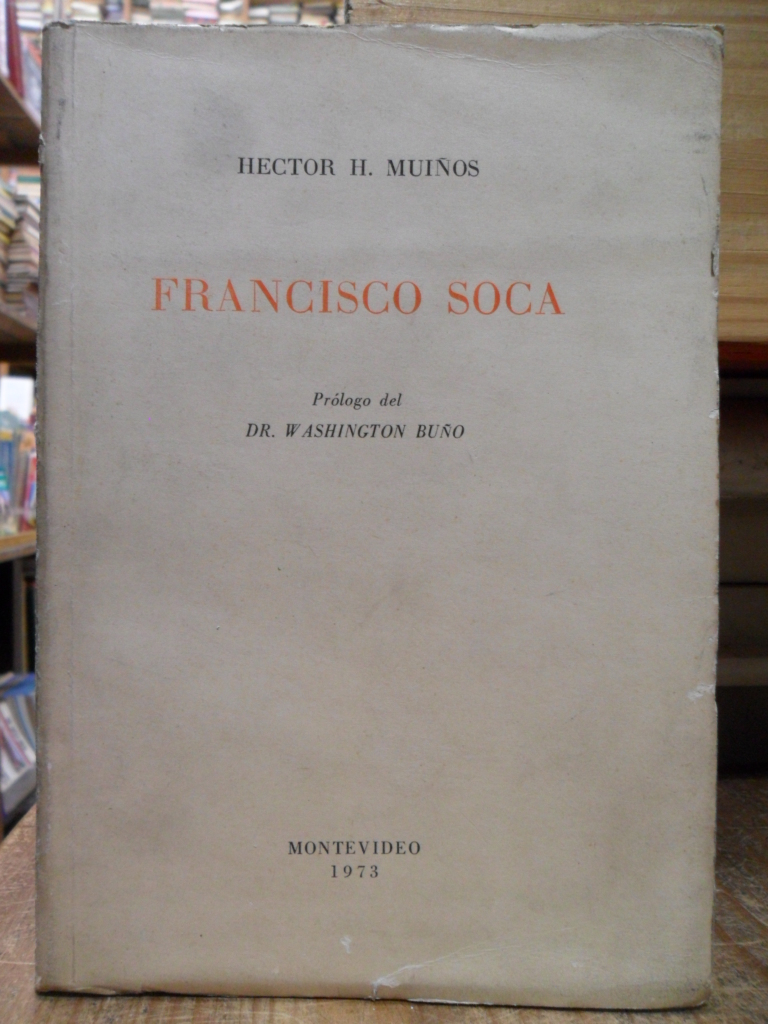 HECTOR H. MUIÑOS
FRANCISCO SOCA
Prólogo del
DR. WASHINGTON BUÑO
MONTEVIDEO
1973